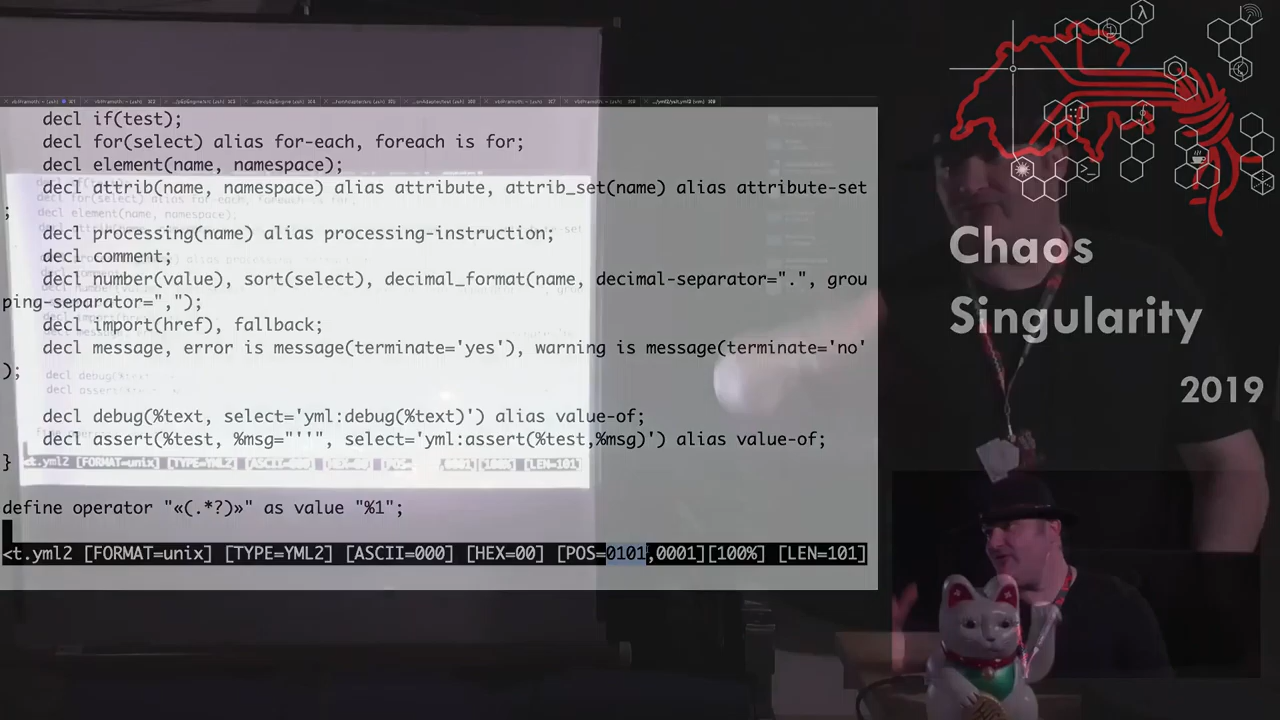 decl if(test);
decl for(select) alias for-each, foreach is for;
decl element(name, namespace);
decl attrib(name, namespace) alias attribute, attrib_set(name) alias attribute-set
;
decl processing(name) alias processing-instruction;
decl comment;
decl number(value), sort(select), decimal_format(name, decimal-separator=".", grou
ping-separator=",");
decl import(href), fallback;
decl message, error is message(terminate='yes'), warning is message(terminate='no'
);
decl debug(%text, select='yml:debug(%text)') alias value-of;
decl assert(%test, %msg="''", select='yml:assert(%test,%msg)') alias value-of;
}
define operator "«(.*?)»" as value "%1";
<t.yml2 [FORMAT=unix] [TYPE=YML2] [ASCII=000] [HEX=00] [POS=0101,0001][100%] [LEN=101]
Chaos
Singularity
2019